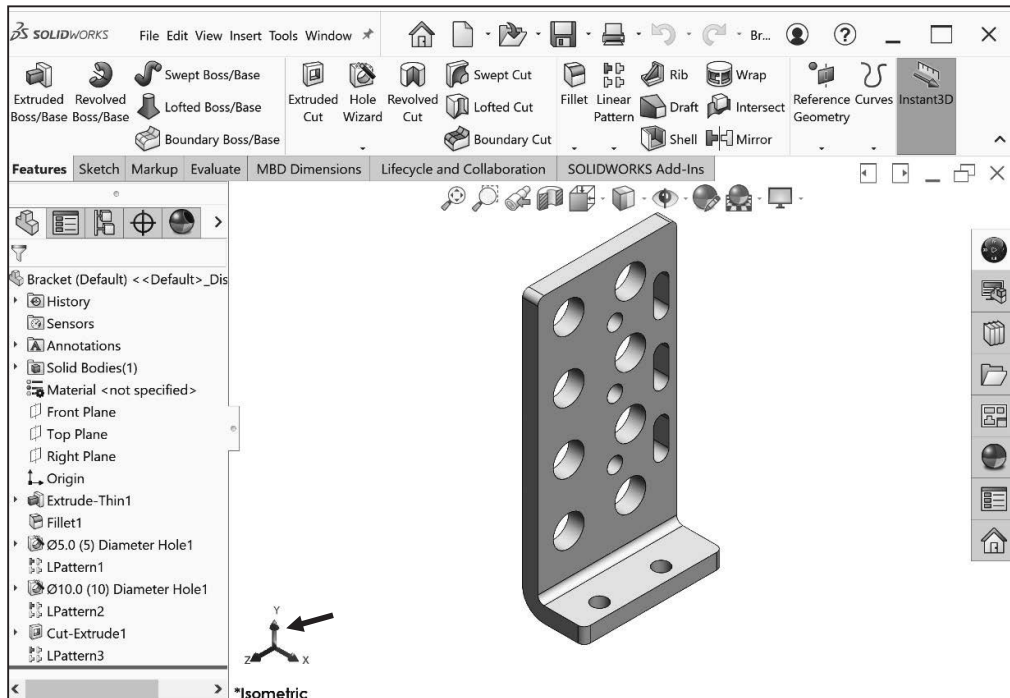 SOLIDWORKS File Edit View Insert Tools Window Br... ?
Extruded Boss/Base
Revolved Boss/Base
Swept Boss/Base
Lofted Boss/Base
Boundary Boss/Base
Extruded Cut
Hole Wizard
Revolved Cut
Swept Cut
Lofted Cut
Boundary Cut
Fillet
Linear Pattern
Rib
Draft
Shell
Wrap
Intersect
Mirror
Reference Geometry
Curves
Instant3D
Features Sketch Markup Evaluate MBD Dimensions Lifecycle and Collaboration SOLIDWORKS Add-Ins
Bracket (Default) <<Default>_Dis
History
Sensors
Annotations
Solid Bodies(1)
Material <not specified>
Front Plane
Top Plane
Right Plane
Origin
Extrude-Thin1
Fillet1
Ø5.0 (5) Diameter Hole1
LPattern1
Ø10.0 (10) Diameter Hole1
LPattern2
Cut-Extrude1
LPattern3
Y
Z X
*Isometric